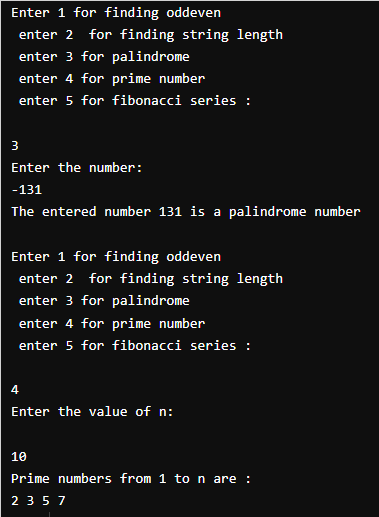 Enter 1 for finding oddeven
enter 2  for finding string length
enter 3 for palindrome
enter 4 for prime number
enter 5 for fibonacci series :
3
Enter the number:
-131
The entered number 131 is a palindrome number
Enter 1 for finding oddeven
enter 2  for finding string length
enter 3 for palindrome
enter 4 for prime number
enter 5 for fibonacci series :
4
Enter the value of n:
10
Prime numbers from 1 to n are :
2 3 5 7